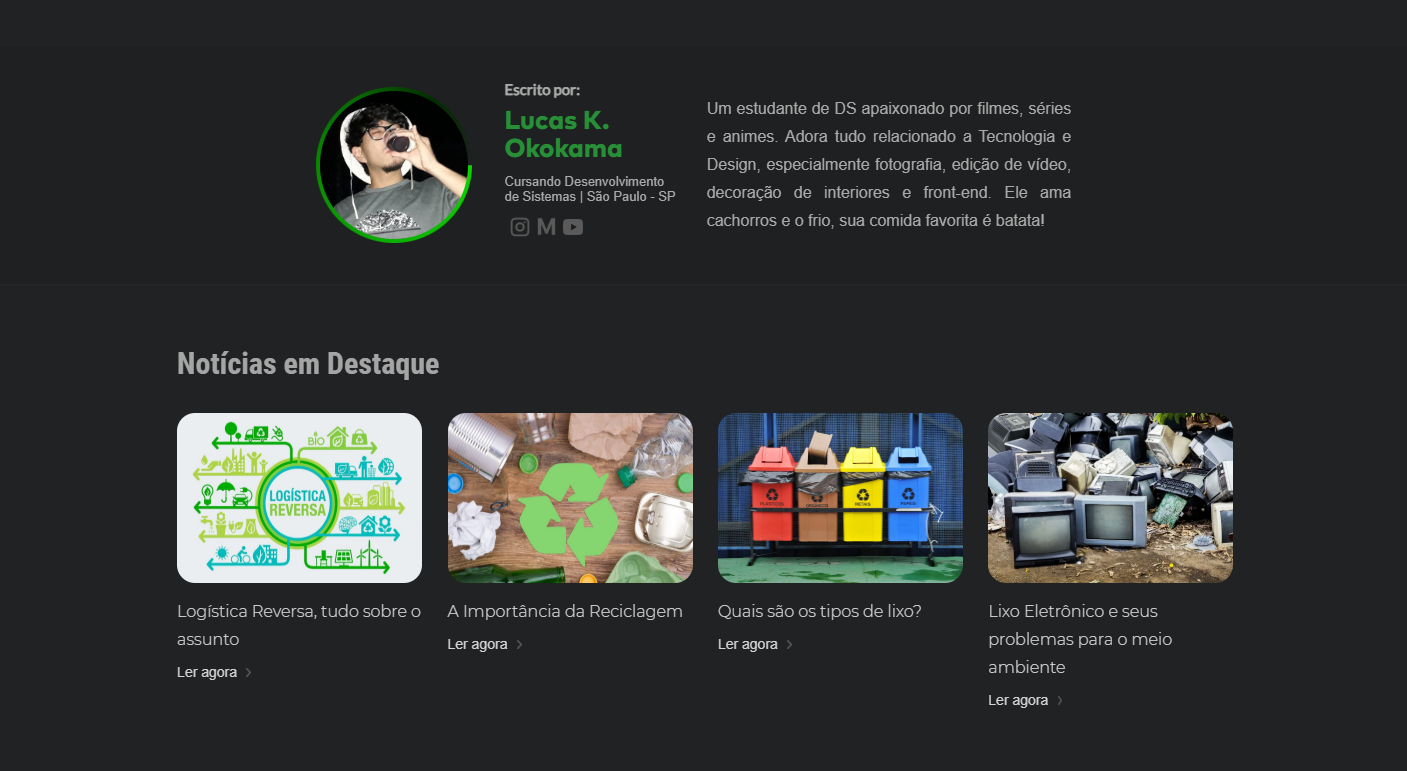 Escrito por:
Lucas K.
Okokama
Cursando Desenvolvimento
de Sistemas | São Paulo - SP
Um estudante de DS apaixonado por filmes, séries
e animes. Adora tudo relacionado a Tecnologia e
Design, especialmente fotografia, edição de vídeo,
decoração de interiores e front-end. Ele ama
cachorros e o frio, sua comida favorita é batata!
Notícias em Destaque
BIO
LOGÍSTICA
REVERSA
Logística Reversa, tudo sobre o
assunto
Ler agora
A Importância da Reciclagem
Ler agora
PLÁSTICOS
METAIS
Quais são os tipos de lixo?
Ler agora
Lixo Eletrônico e seus
problemas para o meio
ambiente
Ler agora